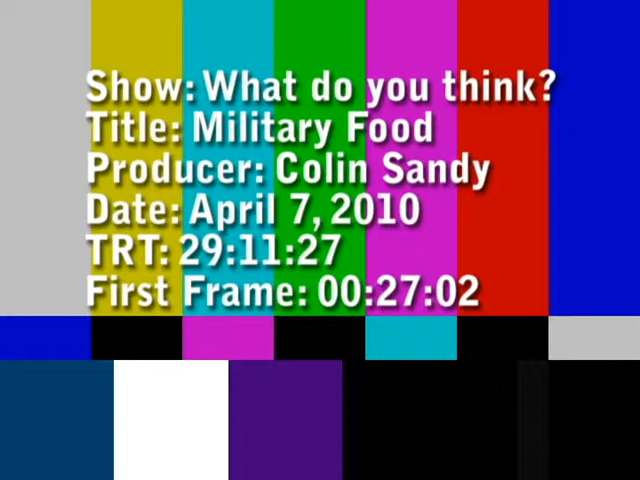 Show: What do you think?
Title: Military Food
Producer: Colin Sandy
Date: April 7, 2010
TRT: 29:11:27
First Frame: 00:27:02